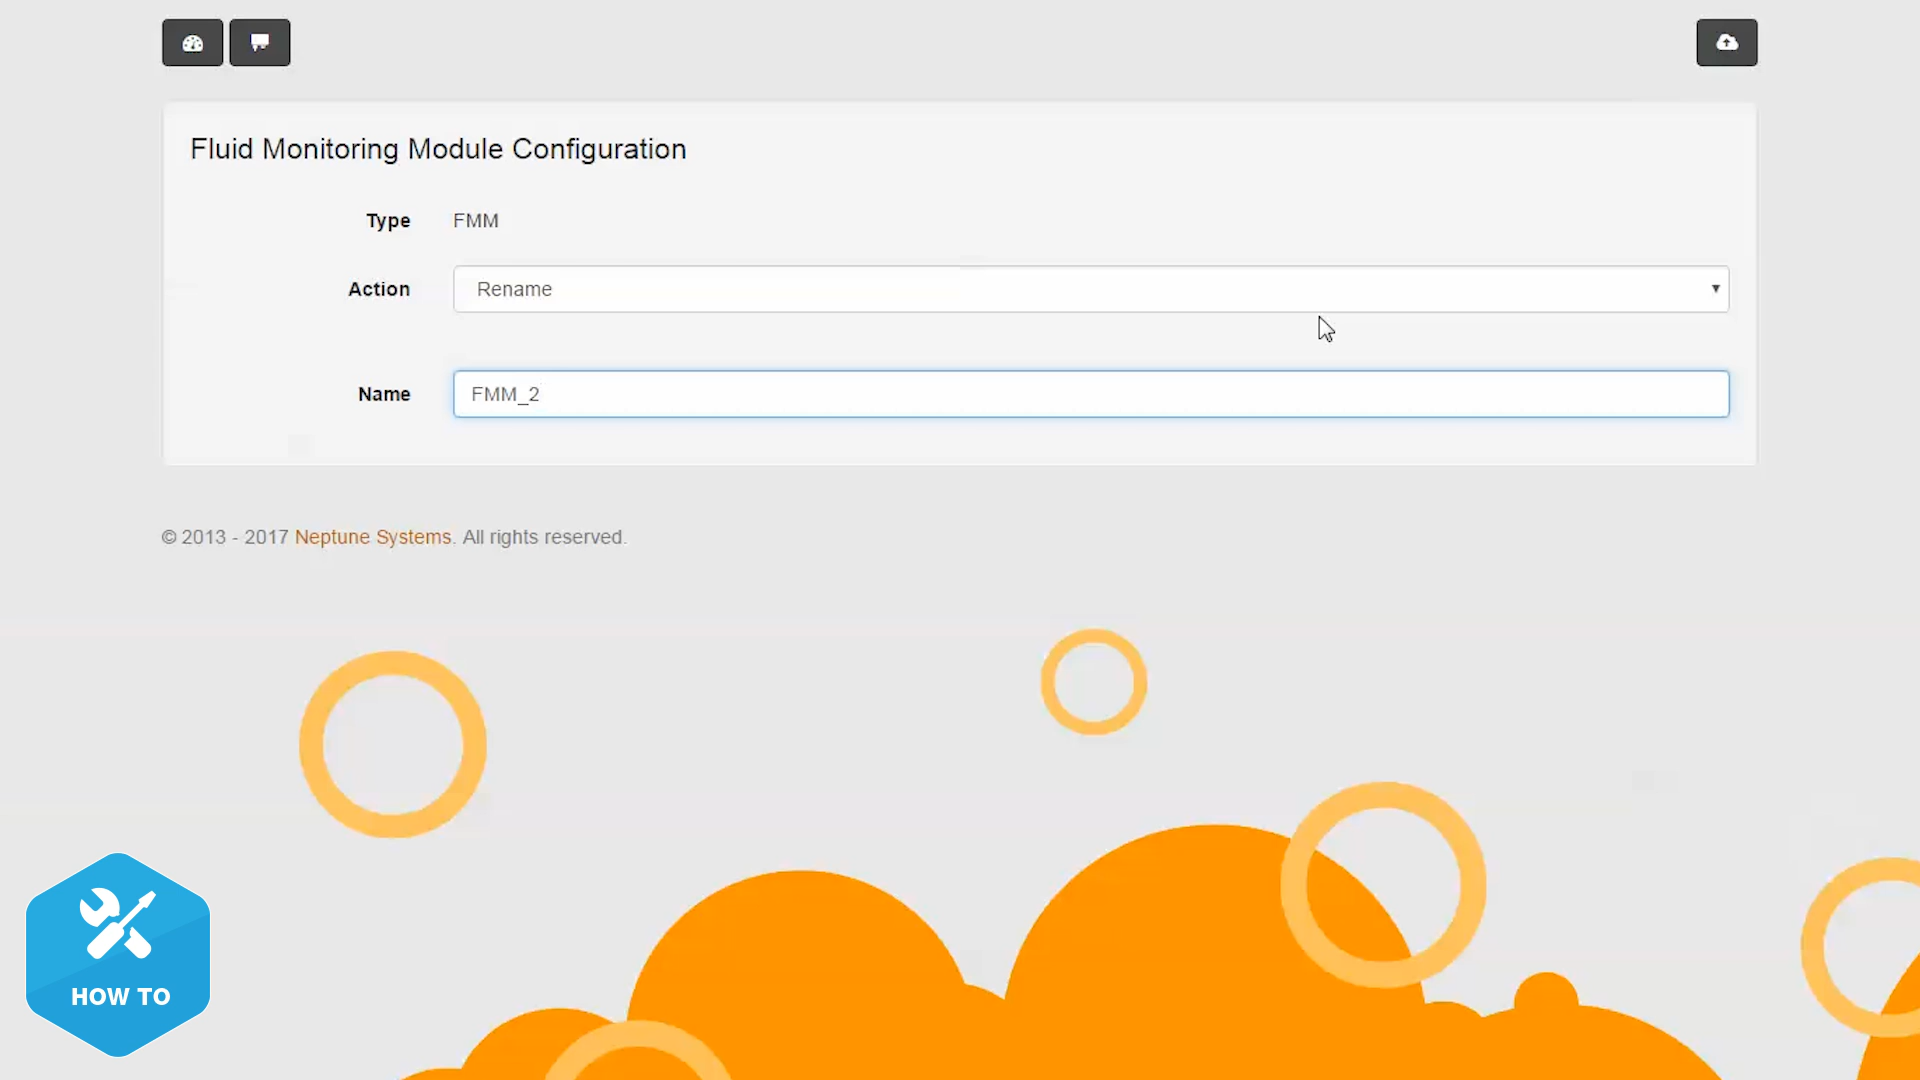 Fluid Monitoring Module Configuration
Type FMM
Action Rename
Name FMM_2
© 2013 - 2017 Neptune Systems. All rights reserved.
HOW TO